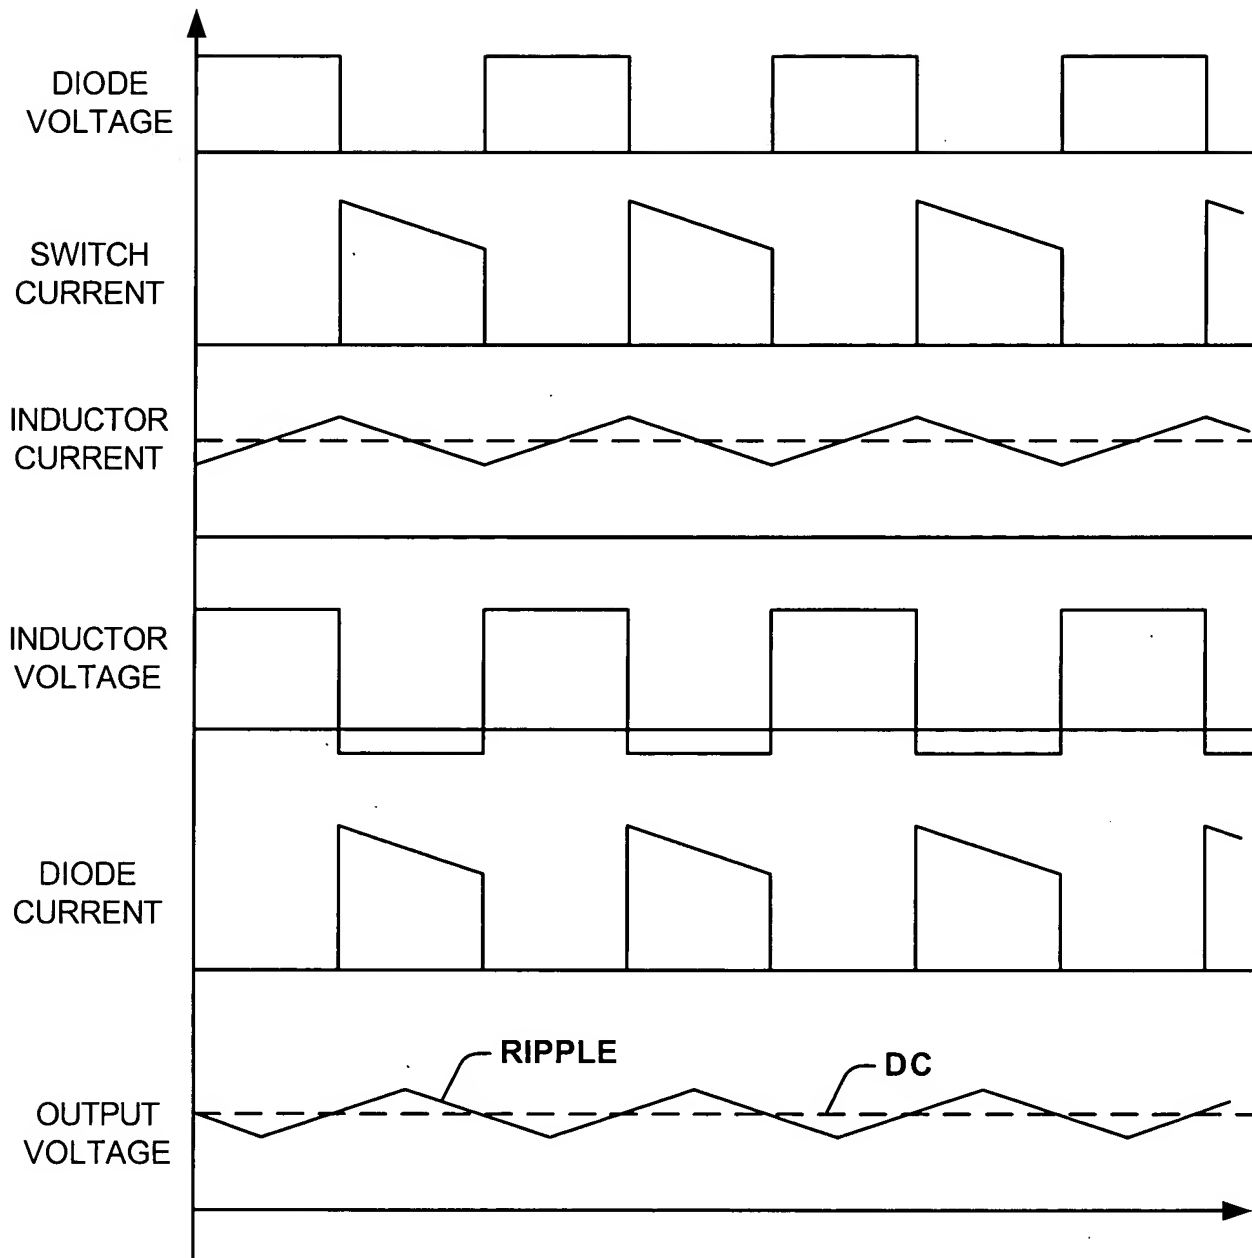 DIODE
VOLTAGE
SWITCH
CURRENT
INDUCTOR
CURRENT
INDUCTOR
VOLTAGE
DIODE
CURRENT
RIPPLE
DC
OUTPUT
VOLTAGE